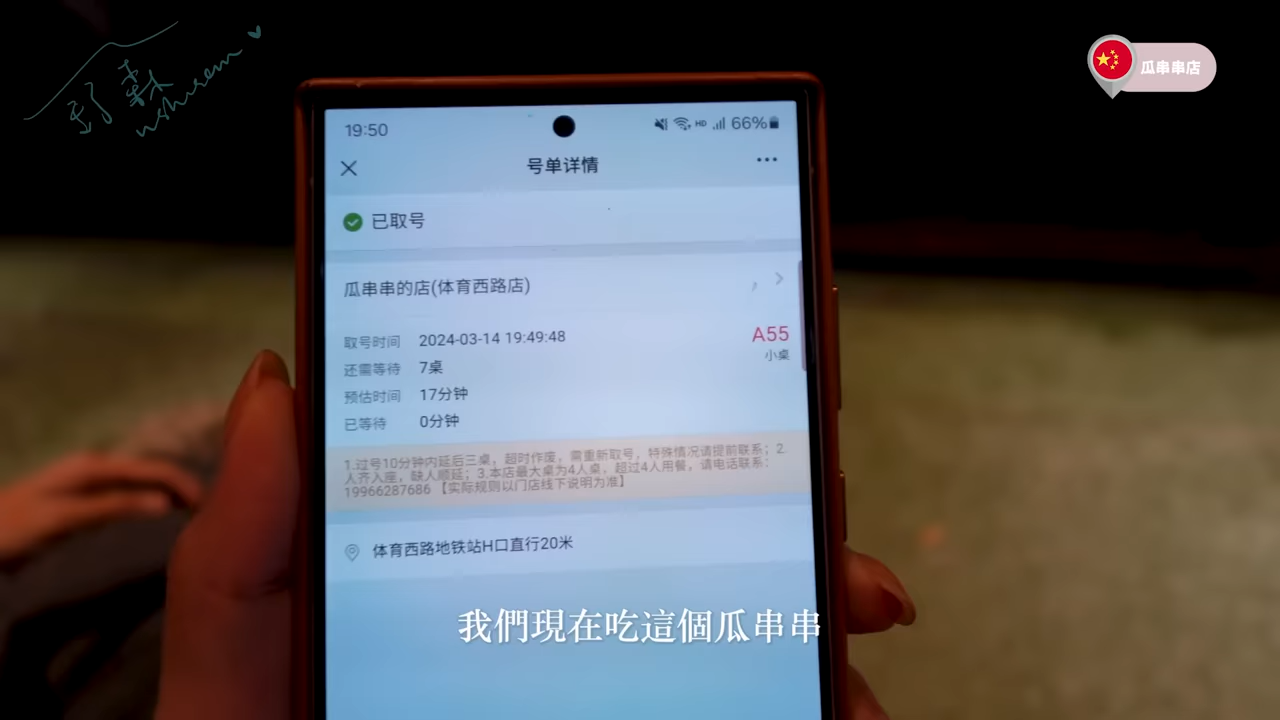 瓜串串店
19:50
HD
66%
号单详情
已取号
瓜串串的店(体育西路店)
取号时间 2024-03-14 19:49:48
A55
还需等待 7桌
小桌
预估时间 17分钟
已等待 0分钟
1.过号10分钟内延后三桌，超时作废，需重新取号，特殊情况请提前联系；2.
人齐入座，缺人顺延；3.本店最大桌为4人桌，超过4人用餐，请电话联系：
19966287686 【实际规则以门店线下说明为准】
体育西路地铁站H口直行20米
我們現在吃這個瓜串串